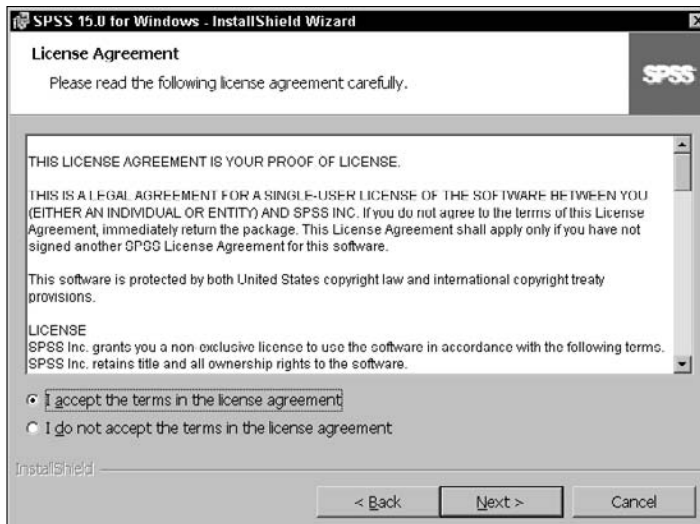 SPSS 15.0 for Windows - InstallShield Wizard
License Agreement
Please read the following license agreement carefully.
SPSS
THIS LICENSE AGREEMENT IS YOUR PROOF OF LICENSE.
THIS IS A LEGAL AGREEMENT FOR A SINGLE-USER LICENSE OF THE SOFTWARE BETWEEN YOU
(EITHER AN INDIVIDUAL OR ENTITY) AND SPSS INC. If you do not agree to the terms of this License
Agreement, immediately return the package. This License Agreement shall apply only if you have not
signed another SPSS License Agreement for this software.
This software is protected by both United States copyright law and international copyright treaty
provisions.
LICENSE
SPSS Inc. grants you a non-exclusive license to use the software in accordance with the following terms.
SPSS Inc. retains title and all ownership rights to the software.
I accept the terms in the license agreement
I do not accept the terms in the license agreement
InstallShield
< Back Next > Cancel